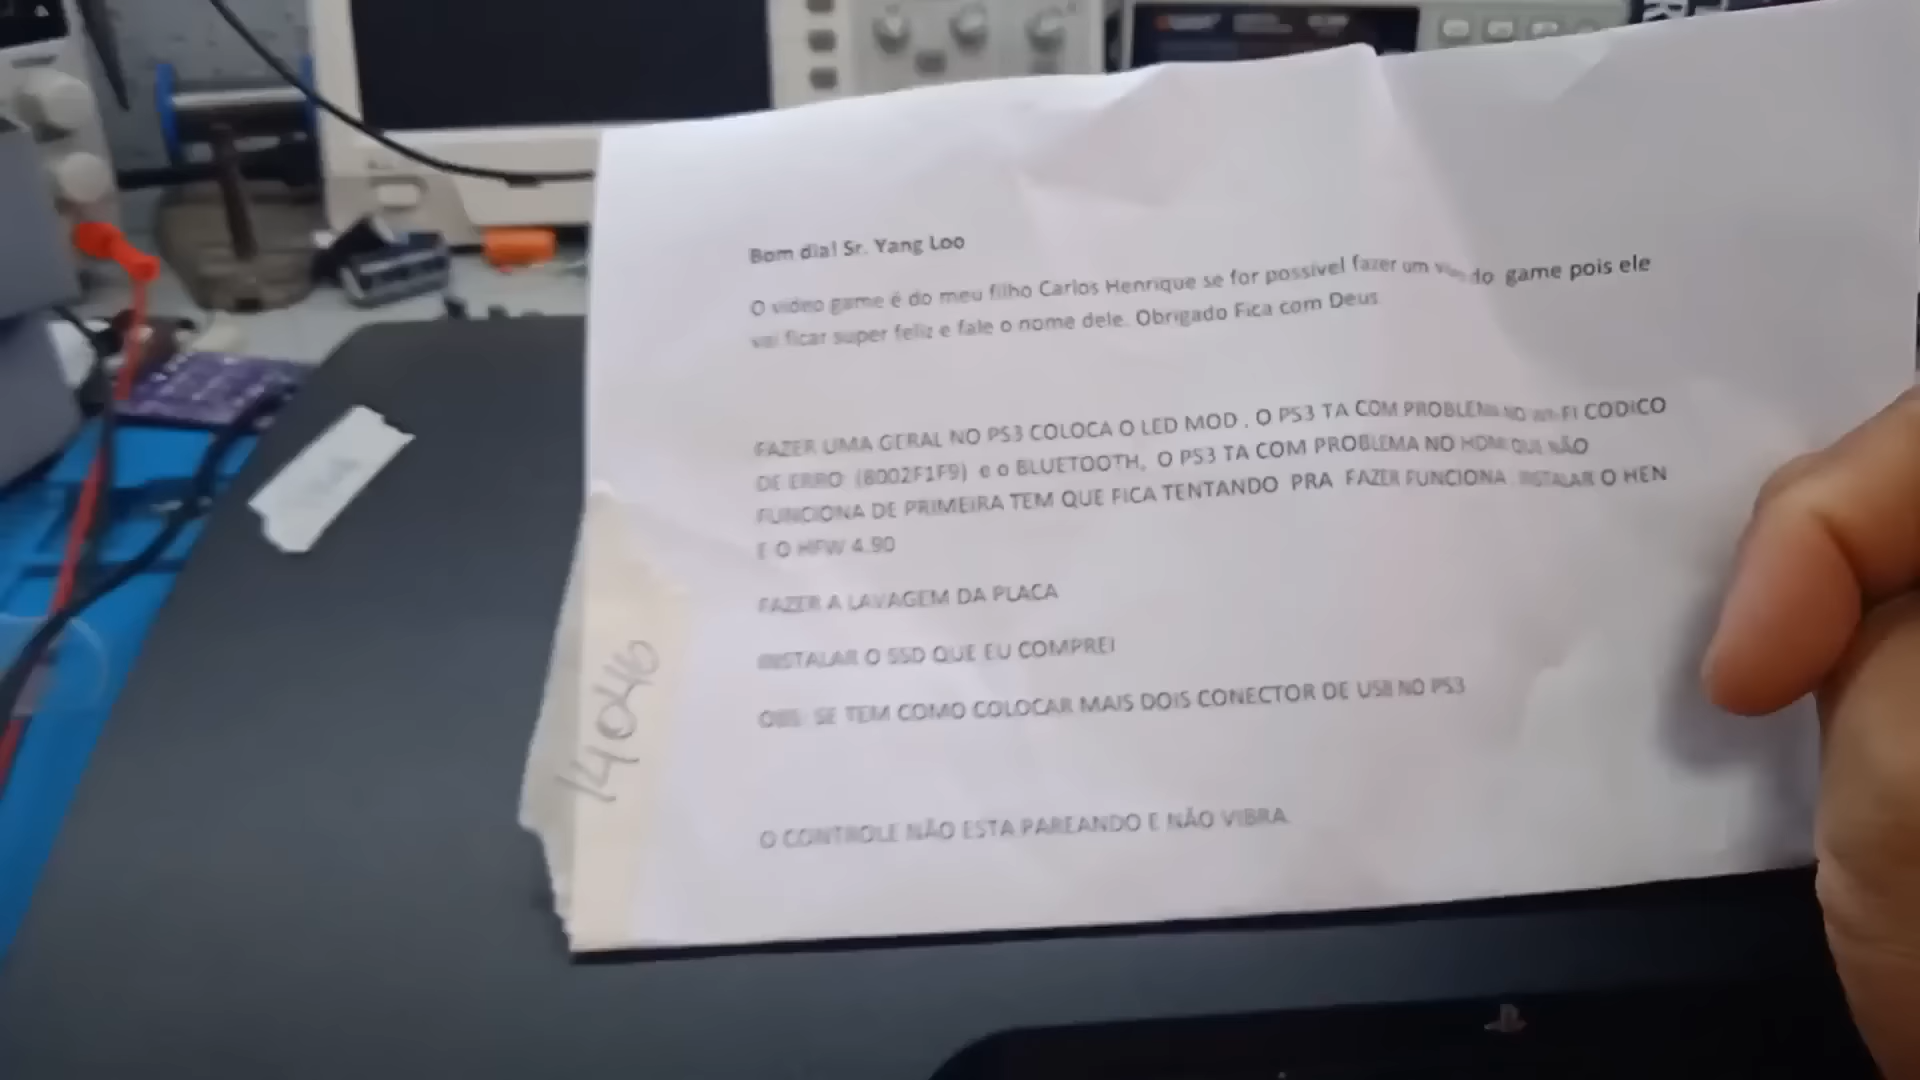 Bom dia! Sr. Yang Loo
O video game é do meu filho Carlos Henrique se for possivel fazer um do game pois ele
vai ficar super feliz e fale o nome dele. Obrigado Fica com Deus
FAZER UMA GERAL NO PS3 COLOCA O LED MOD , O PS3 TA COM PROBLEMA NO WI-FI CODICO
DE ERRO (8002F1F9) e o BLUETOOTH, O PS3 TA COM PROBLEMA NO HDMI QUI NÃO
FUNCIONA DE PRIMEIRA TEM QUE FICA TENTANDO PRA FAZER FUNCIONA INSTALAR O HEN
E O HFW 4.90
FAZER A LAVAGEM DA PLACA
INSTALAR O SSD QUE EU COMPREI
OBS: SE TEM COMO COLOCAR MAIS DOIS CONECTOR DE USB NO PS3
O CONTROLE NÃO ESTA PAREANDO E NÃO VIBRA.
14046